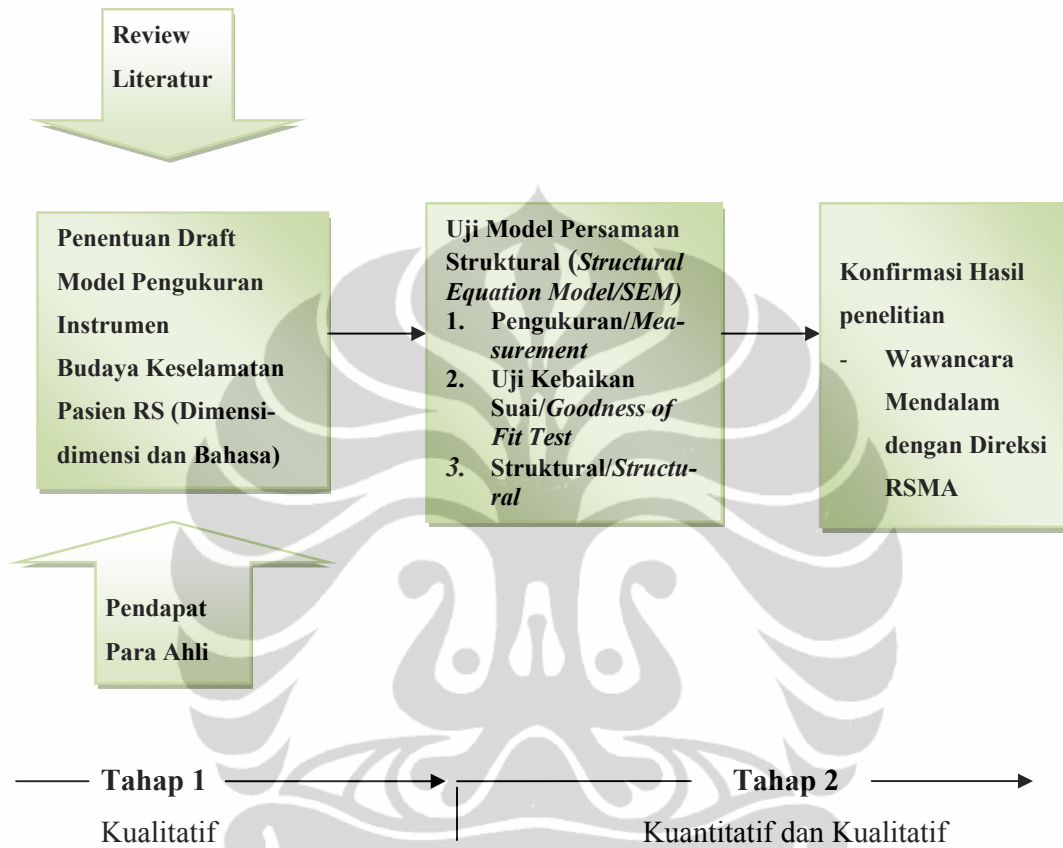 Review
Literatur
Penentuan Draft
Model Pengukuran
Instrumen
Budaya Keselamatan
Pasien RS (Dimensi-
dimensi dan Bahasa)
Pendapat
Para Ahli
Uji Model Persamaan
Struktural (Structural
Equation Model/SEM)
1. Pengukuran/Mea-
surement
2. Uji Kebaikan
Suai/Goodness of
Fit Test
3. Struktural/Structu-
ral
Konfirmasi Hasil
penelitian
- Wawancara
Mendalam
dengan Direksi
RSMA
Tahap 1
Kualitatif
Tahap 2
Kuantitatif dan Kualitatif